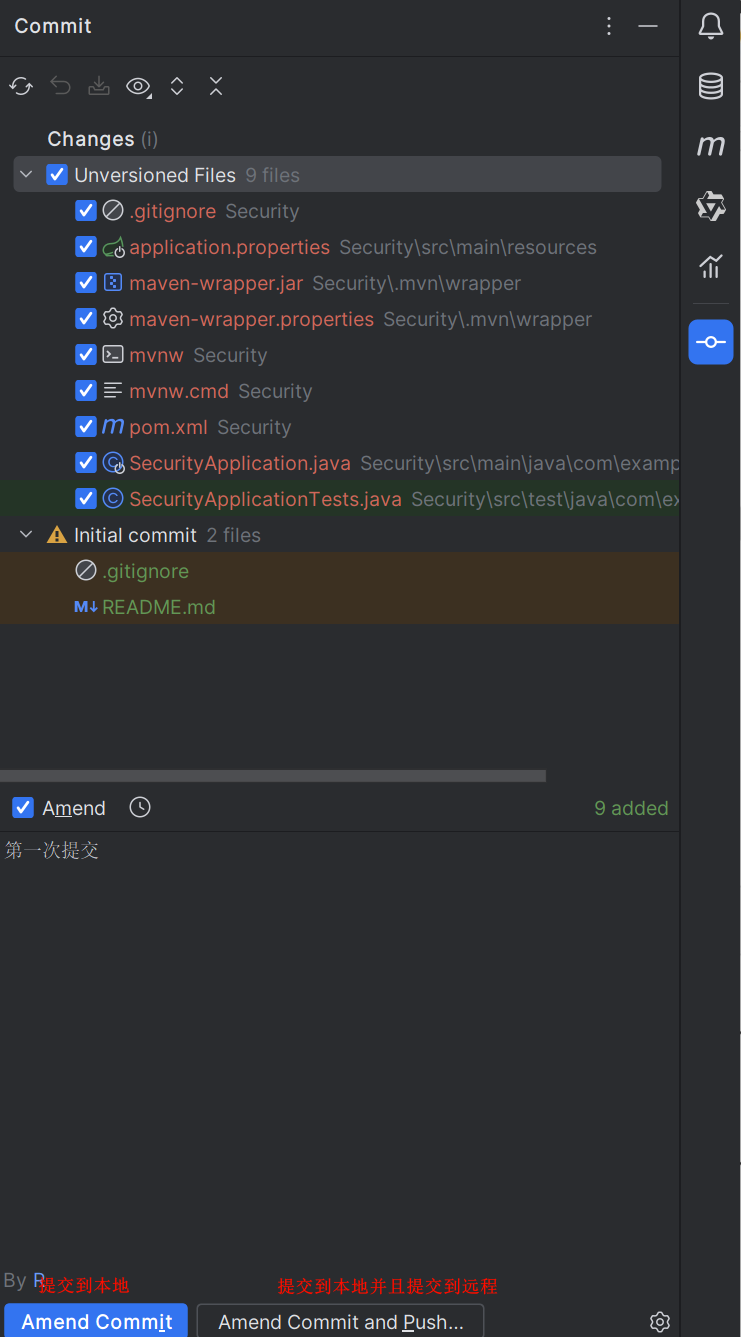 Commit
Changes (i)
Unversioned Files 9 files
.gitignore Security
application.properties Security\src\main\resources
maven-wrapper.jar Security\.mvn\wrapper
maven-wrapper.properties Security\.mvn\wrapper
mvnw Security
mvnw.cmd Security
m pom.xml Security
SecurityApplication.java Security\src\main\java\com\examp
SecurityApplicationTests.java Security\src\test\java\com\ex
Initial commit 2 files
.gitignore
M↓ README.md
Amend 9 added
第一次提交
By R
提交到本地 提交到本地并且提交到远程
Amend Commit Amend Commit and Push...